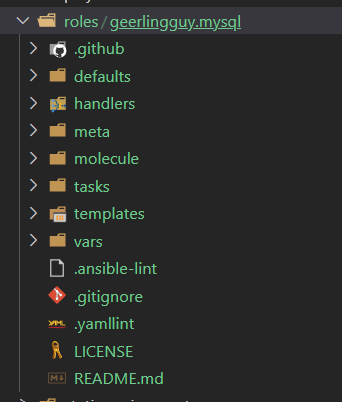 roles / geerlingguy.mysql
.github
defaults
handlers
meta
molecule
tasks
templates
vars
.ansible-lint
.gitignore
.yamllint
LICENSE
README.md